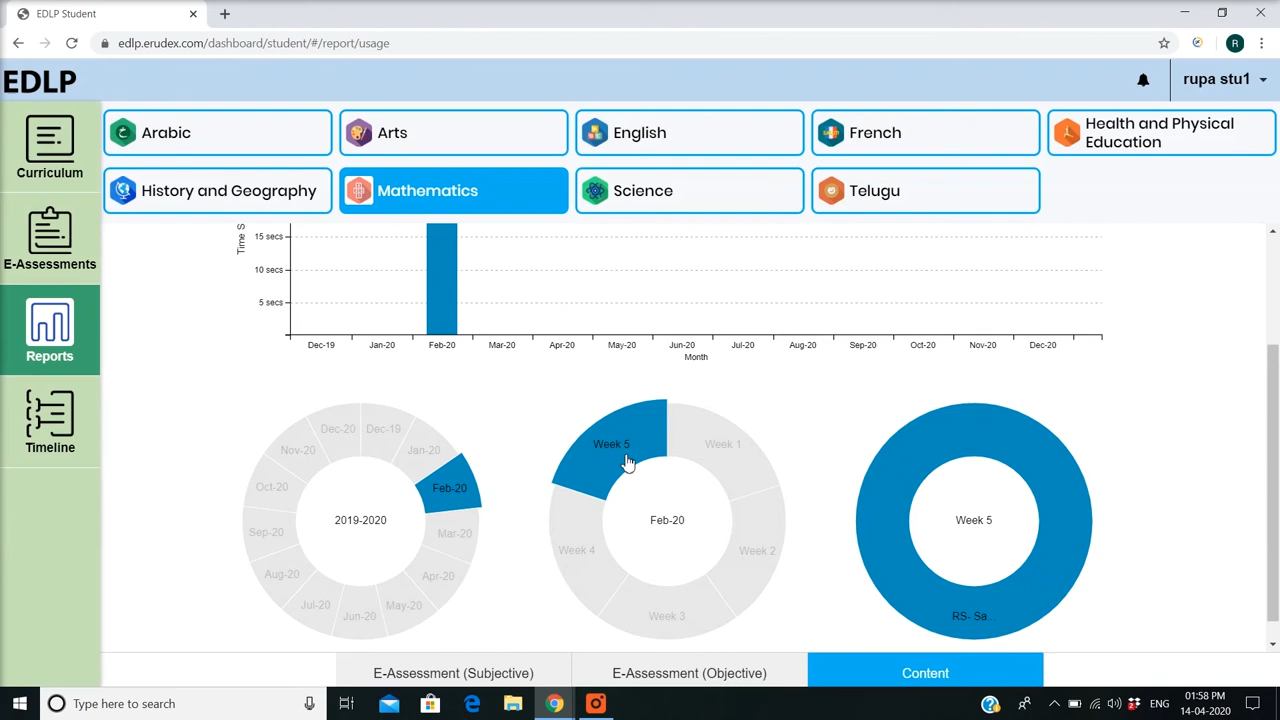 EDLP Student
edlp.erudex.com/dashboard/student/#/report/usage
R
EDLP
rupa stu1
Curriculum
E-Assessments
Reports
Timeline
Arabic
Arts
English
French
Health and Physical
Education
History and Geography
Mathematics
Science
Telugu
Time S
15 secs
10 secs
5 secs
Dec-19 Jan-20 Feb-20 Mar-20 Apr-20 May-20 Jun-20 Jul-20 Aug-20 Sep-20 Oct-20 Nov-20 Dec-20
Month
2019-2020
Dec-19
Jan-20
Feb-20
Mar-20
Apr-20
May-20
Jun-20
Jul-20
Aug-20
Sep-20
Oct-20
Nov-20
Dec-20
Feb-20
Week 1
Week 2
Week 3
Week 4
Week 5
Week 5
RS- Sa...
E-Assessment (Subjective)
E-Assessment (Objective)
Content
Type here to search
ENG
01:58 PM
14-04-2020